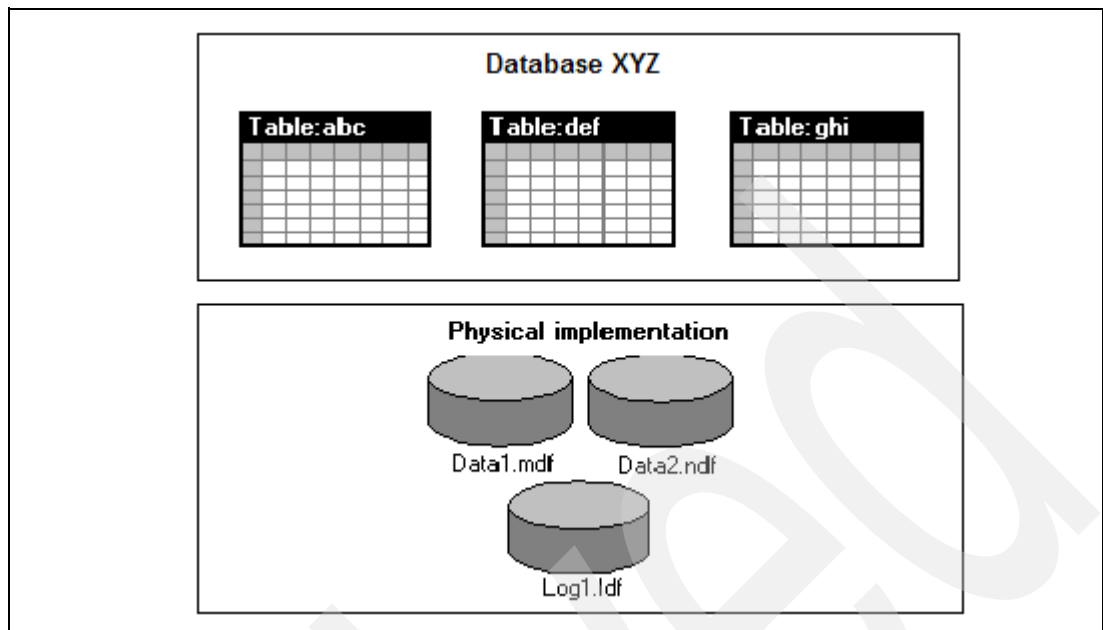 Database XYZ
Table:abc Table:def Table:ghi
Physical implementation
Data1.mdf Data2.ndf
Log1.ldf